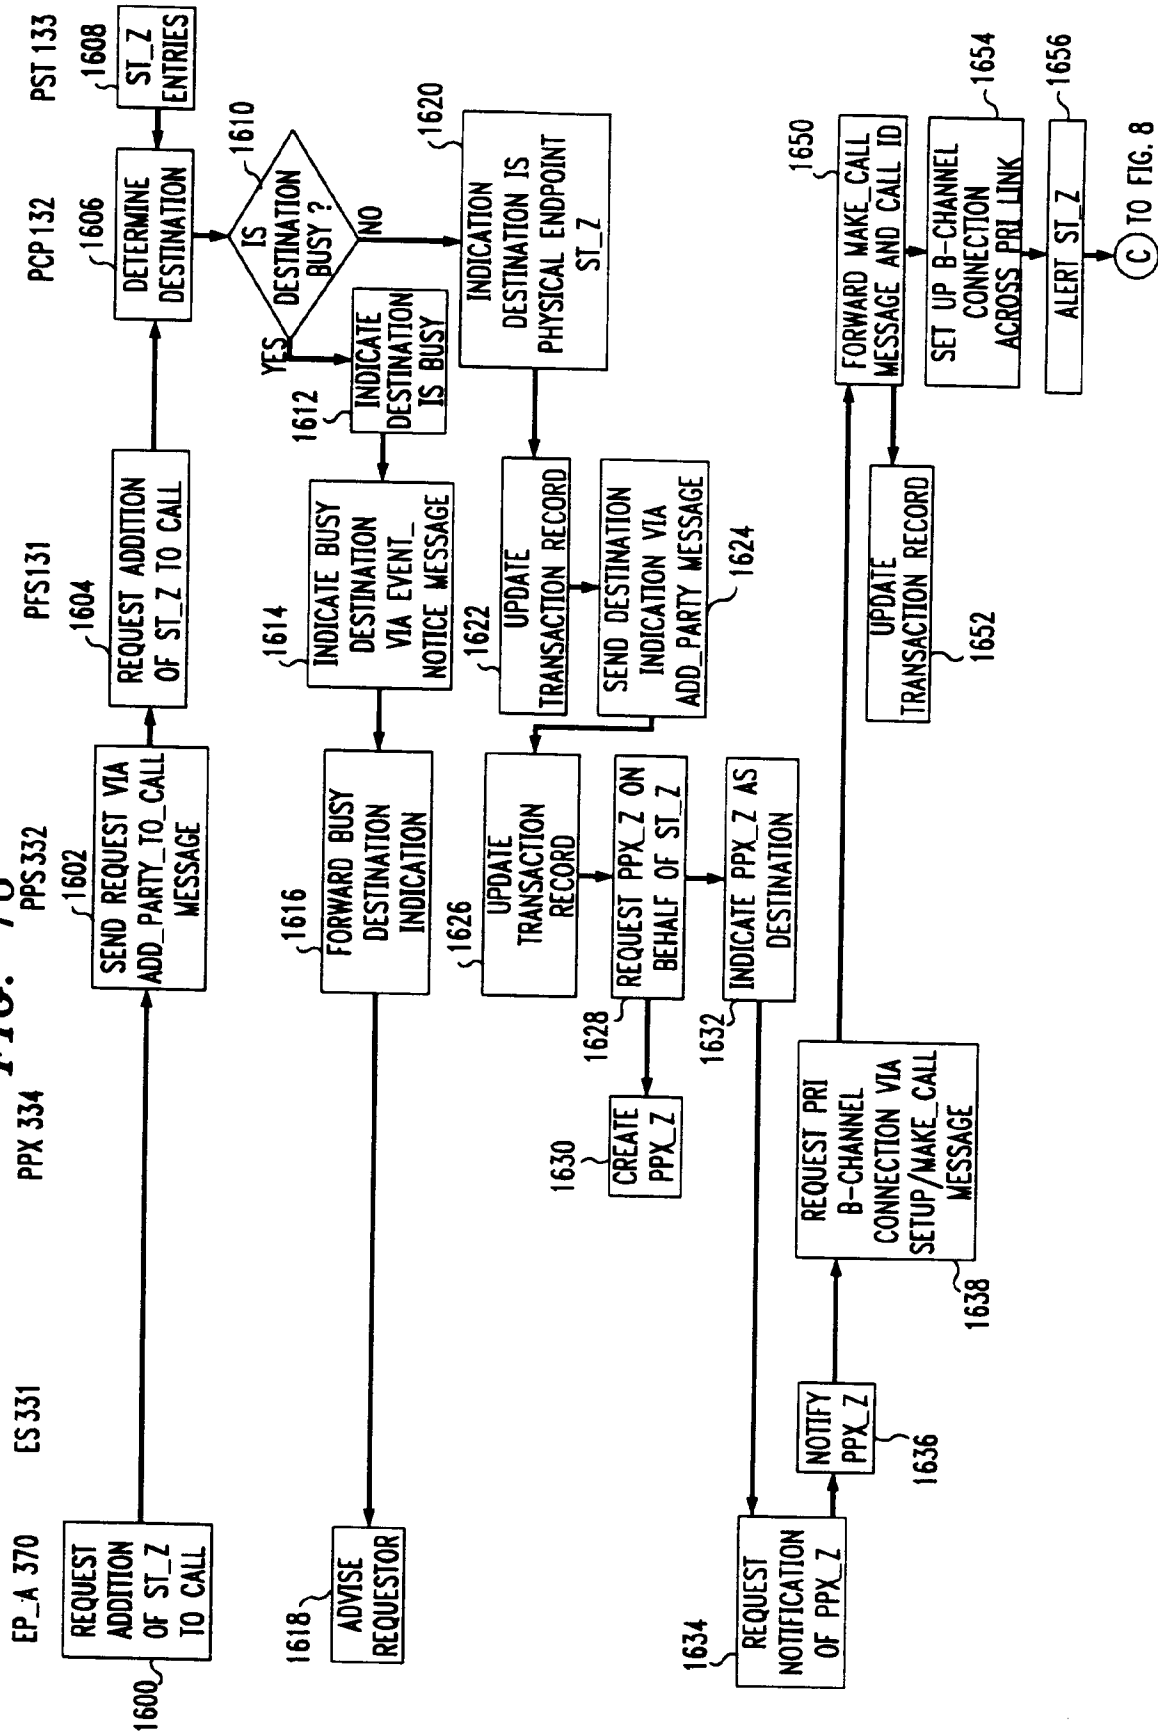 FIG. 16
EP_A 370
ES 331
PPX 334
PPS 332
PFS131
PCP 132
PST 133
1600
REQUEST
ADDITION
OF ST_Z
TO CALL
1602
SEND REQUEST VIA
ADD_PARTY_TO_CALL
MESSAGE
1604
REQUEST ADDITION
OF ST_Z TO CALL
1606
DETERMINE
DESTINATION
1608
ST_Z
ENTRIES
1610
IS
DESTINATION
BUSY ?
YES
NO
1612
INDICATE
DESTINATION
IS BUSY
1614
INDICATE BUSY
DESTINATION
VIA EVENT_
NOTICE MESSAGE
1616
FORWARD BUSY
DESTINATION
INDICATION
1618
ADVISE
REQUESTOR
1620
INDICATION
DESTINATION IS
PHYSICAL ENDPOINT
ST_Z
1622
UPDATE
TRANSACTION RECORD
SEND DESTINATION
INDICATION VIA
ADD_PARTY MESSAGE
1624
1626
UPDATE
TRANSACTION
RECORD
1628
REQUEST PPX_Z ON
BEHALF OF ST_Z
1630
CREATE
PPX_Z
1632
INDICATE PPX_Z AS
DESTINATION
1634
REQUEST
NOTIFICATION
OF PPX_Z
NOTIFY
PPX_Z
1636
REQUEST PRI
B-CHANNEL
CONNECTION VIA
SETUP/MAKE_CALL
MESSAGE
1638
1650
FORWARD MAKE_CALL
MESSAGE AND CALL ID
UPDATE
TRANSACTION RECORD
1652
SET UP B-CHANNEL
CONNECTION
ACROSS PRI LINK
1654
ALERT ST_Z
1656
C TO FIG. 8